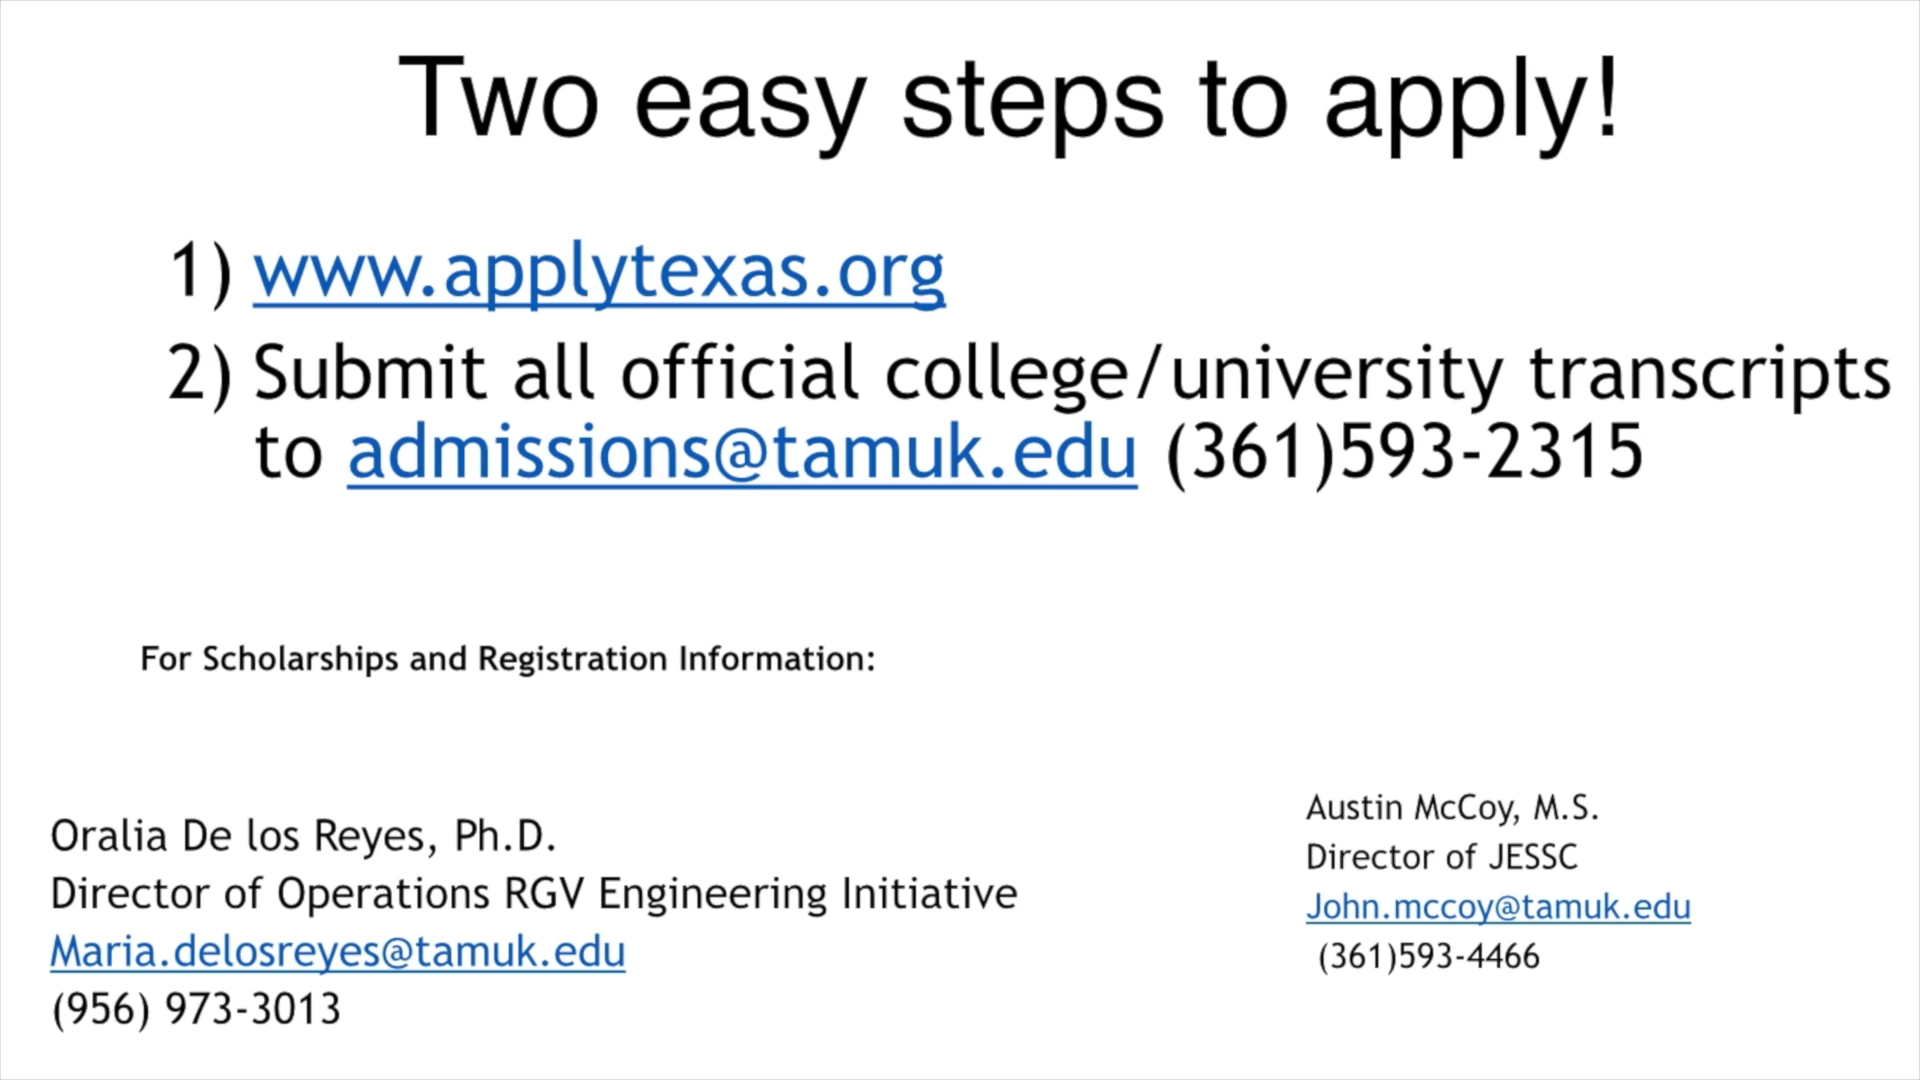 Two easy steps to apply!
1) www.applytexas.org
2) Submit all official college/university transcripts
to admissions@tamuk.edu (361)593-2315
For Scholarships and Registration Information:
Oralia De los Reyes, Ph.D.
Director of Operations RGV Engineering Initiative
Maria.delosreyes@tamuk.edu
(956) 973-3013
Austin McCoy, M.S.
Director of JESSC
John.mccoy@tamuk.edu
(361)593-4466